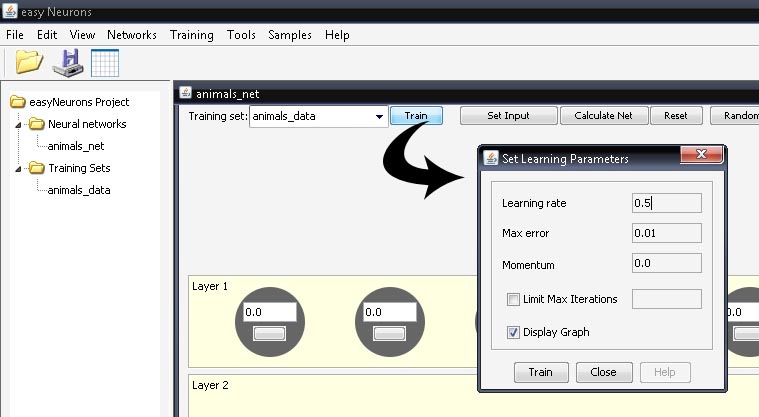 easy Neurons
File Edit View Networks Training Tools Samples Help
easyNeurons Project
Neural networks
animals_net
Training Sets
animals_data
animals_net
Training set: animals_data Train Set Input Calculate Net Reset Random
Set Learning Parameters
Learning rate 0.5
Max error 0.01
Momentum 0.0
Limit Max Iterations
Display Graph
Train Close Help
Layer 1
0.0 0.0
Layer 2